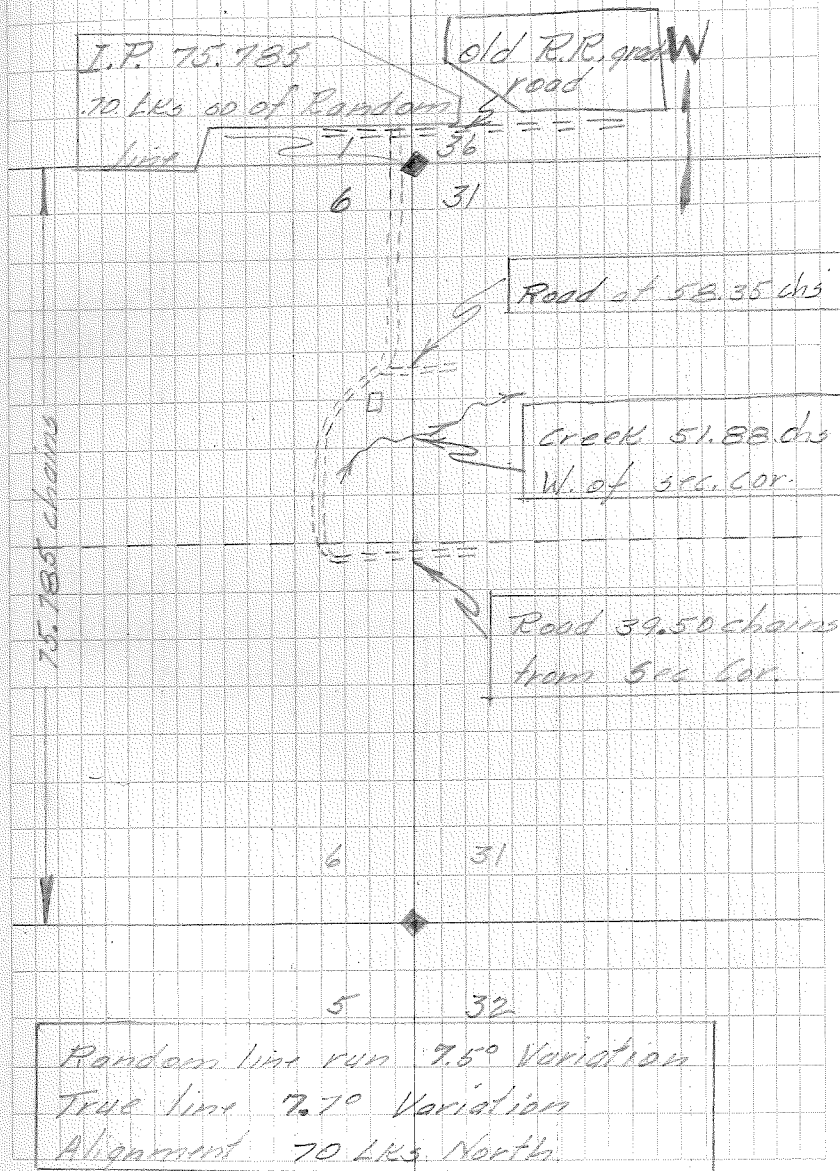 I.P. 75.785
.70 Lks so of Random
line
old R.R. grade
road
W
1 36
6 31
Road at 58.35 chs
Creek 51.88 chs
W. of sec. cor.
75.785 chains
Road 39.50 chains
from Sec Cor.
6 31
5 32
Random line run 7.5° Variation
True line 7.7° Variation
Alignment 70 Lks North